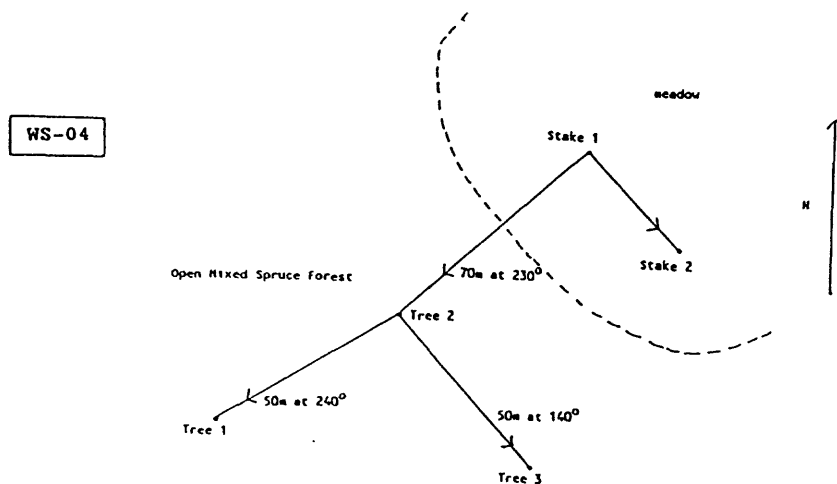 meadow
WS-04
Stake 1
N
Stake 2
Open Mixed Spruce Forest
70m at 230°
Tree 2
50m at 240°
50m at 140°
Tree 1
Tree 3